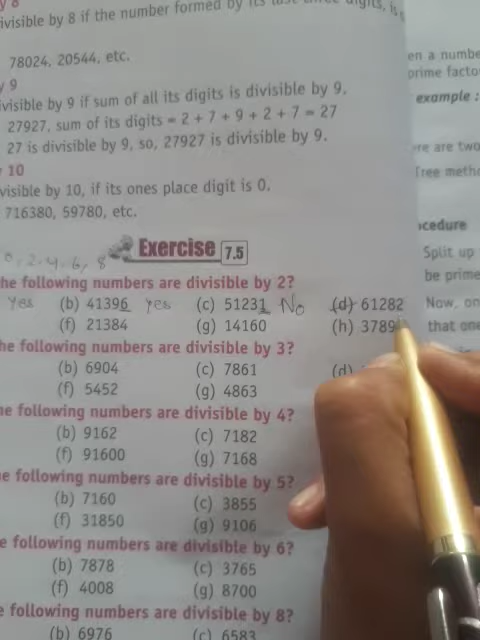 y 8
ivisible by 8 if the number formed by its last three digits, is
78024, 20544, etc.
y 9
ivisible by 9 if sum of all its digits is divisible by 9.
27927, sum of its digits = 2 + 7 + 9 + 2 + 7 = 27
27 is divisible by 9, so, 27927 is divisible by 9.
10
visible by 10, if its ones place digit is 0.
716380, 59780, etc.
0, 2, 4, 6, 8
Exercise 7.5
he following numbers are divisible by 2?
Yes (b) 41396 Yes (c) 51231 No (d) 61282
(f) 21384 (g) 14160 (h) 3789
he following numbers are divisible by 3?
(b) 6904 (c) 7861 (d)
(f) 5452 (g) 4863
he following numbers are divisible by 4?
(b) 9162 (c) 7182
(f) 91600 (g) 7168
e following numbers are divisible by 5?
(b) 7160 (c) 3855
(f) 31850 (g) 9106
e following numbers are divisible by 6?
(b) 7878 (c) 3765
(f) 4008 (g) 8700
e following numbers are divisible by 8?
(b) 6976 (c) 6583
en a numbe
prime facto
example :
re are two
Tree metho
ocedure
Split up
be prime
Now, on
that one